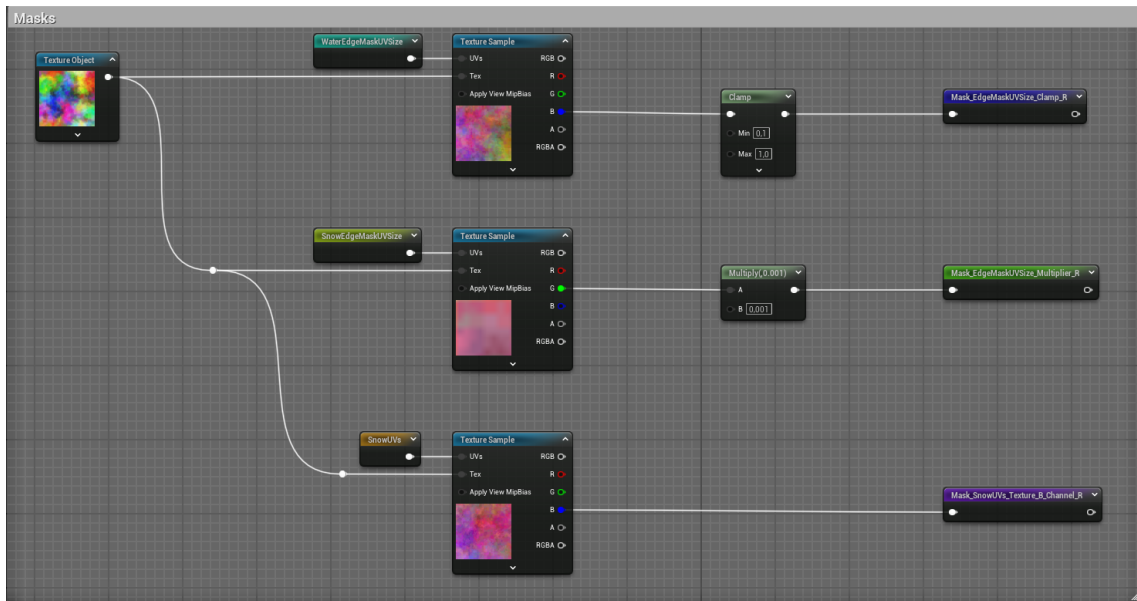 Masks
Texture Object
WaterEdgeMaskUVSize
Texture Sample
UVs
RGB
Tex
R
Apply View MipBias
G
B
A
RGBA
Clamp
Min 0,1
Max 1,0
Mask_EdgeMaskUVSize_Clamp_R
SnowEdgeMaskUVSize
Texture Sample
UVs
RGB
Tex
R
Apply View MipBias
G
B
A
RGBA
Multiply(,0.001)
A
B 0,001
Mask_EdgeMaskUVSize_Multiplier_R
SnowUVs
Texture Sample
UVs
RGB
Tex
R
Apply View MipBias
G
B
A
RGBA
Mask_SnowUVs_Texture_B_Channel_R